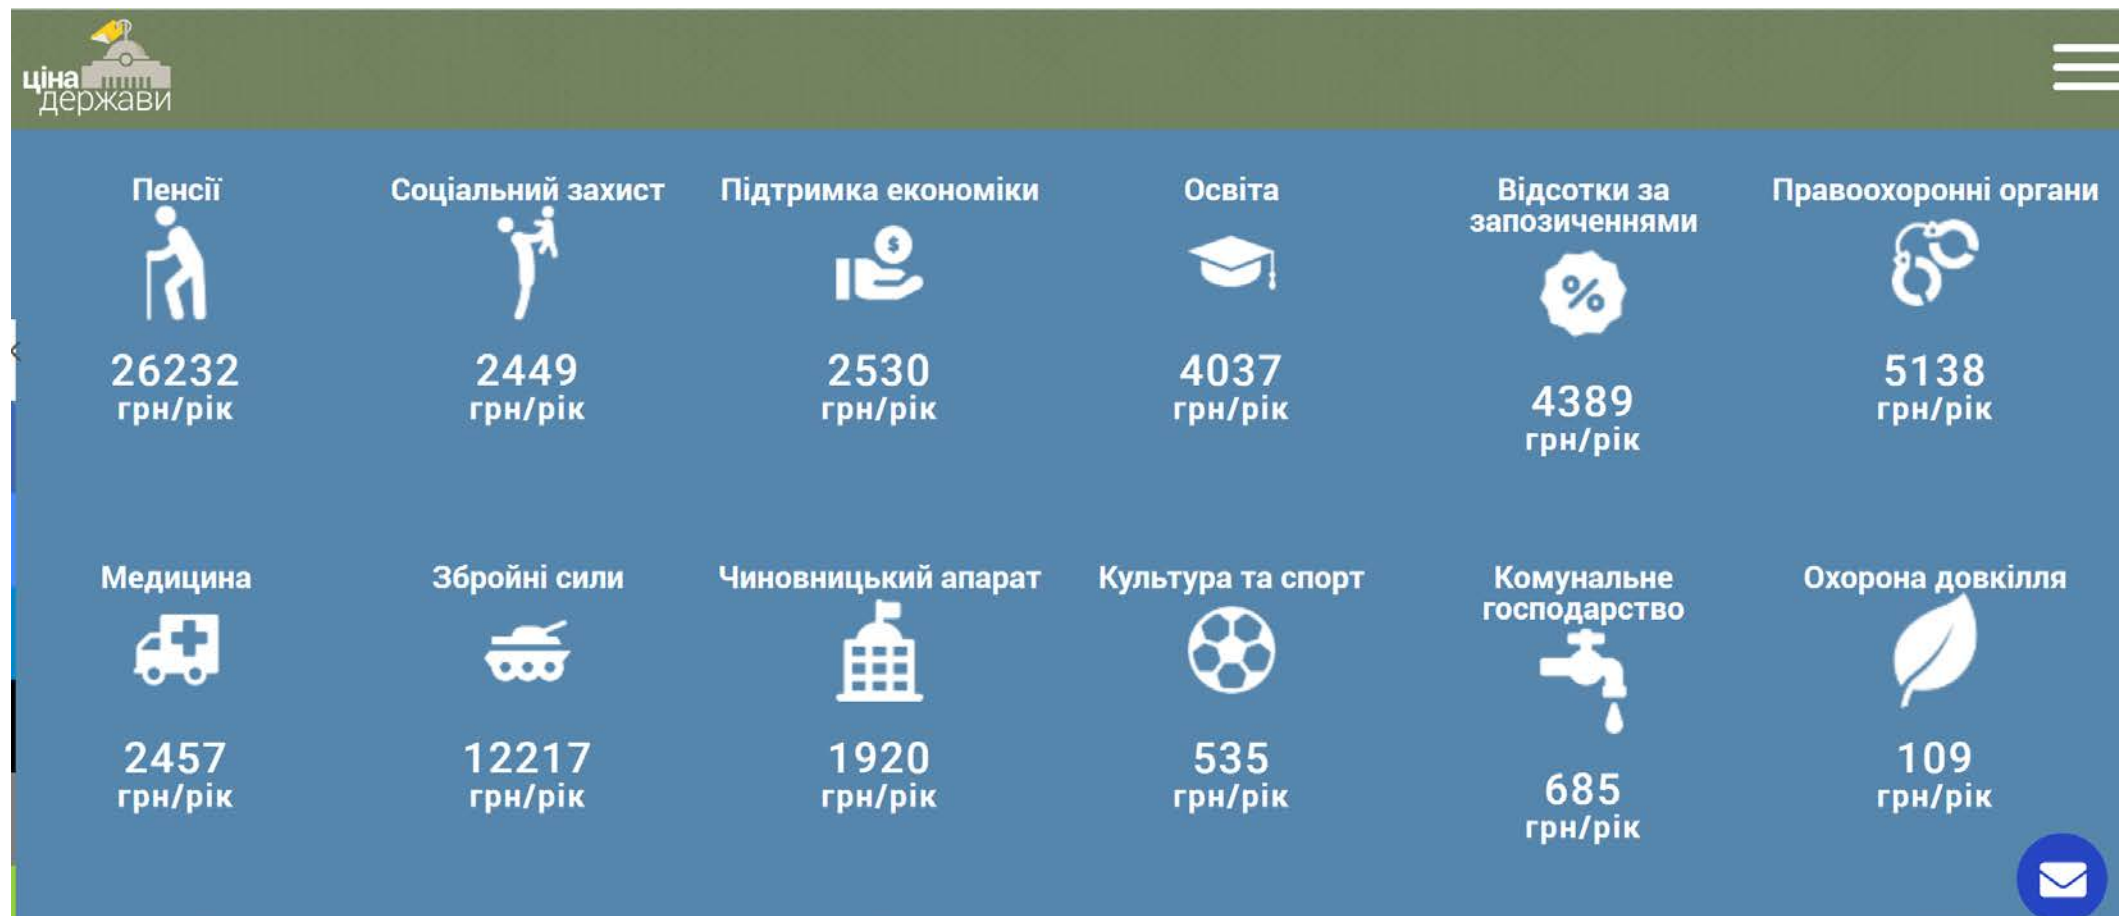 ціна
держави
Пенсії
26232
грн/рік
Соціальний захист
2449
грн/рік
Підтримка економіки
$
2530
грн/рік
Освіта
4037
грн/рік
Відсотки за
запозиченнями
%
4389
грн/рік
Правоохоронні органи
5138
грн/рік
Медицина
2457
грн/рік
Збройні сили
12217
грн/рік
Чиновницький апарат
1920
грн/рік
Культура та спорт
535
грн/рік
Комунальне
господарство
685
грн/рік
Охорона довкілля
109
грн/рік